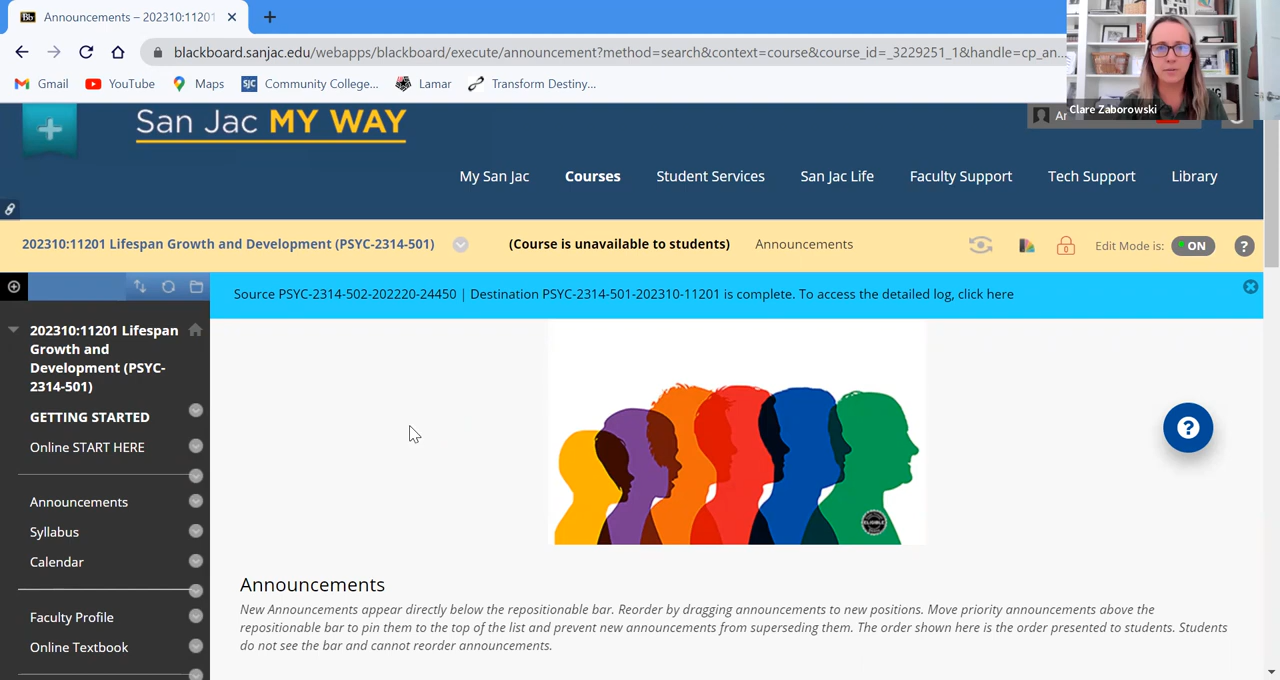 Announcements – 202310:11201
blackboard.sanjac.edu/webapps/blackboard/execute/announcement?method=search&context=course&course_id=_3229251_1&handle=cp_an...
Gmail YouTube Maps SJC Community College... Lamar Transform Destiny...
Clare Zaborowski
San Jac MY WAY
My San Jac Courses Student Services San Jac Life Faculty Support Tech Support Library
202310:11201 Lifespan Growth and Development (PSYC-2314-501) (Course is unavailable to students) Announcements Edit Mode is: ON ?
Source PSYC-2314-502-202220-24450 | Destination PSYC-2314-501-202310-11201 is complete. To access the detailed log, click here
202310:11201 Lifespan
Growth and
Development (PSYC-
2314-501)
GETTING STARTED
Online START HERE
Announcements
Syllabus
Calendar
Faculty Profile
Online Textbook
?
ELIGIBLE
Announcements
New Announcements appear directly below the repositionable bar. Reorder by dragging announcements to new positions. Move priority announcements above the
repositionable bar to pin them to the top of the list and prevent new announcements from superseding them. The order shown here is the order presented to students. Students
do not see the bar and cannot reorder announcements.